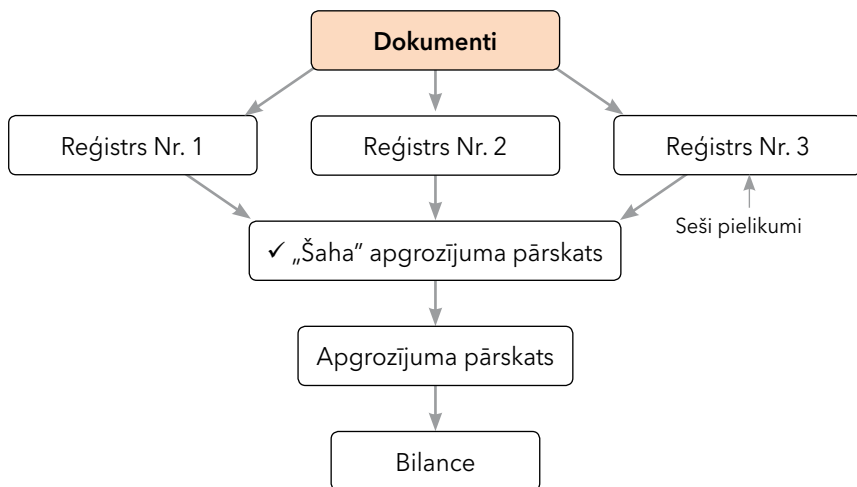 Dokumenti
Reģistrs Nr. 1
Reģistrs Nr. 2
Reģistrs Nr. 3
Seši pielikumi
✓ „Šaha” apgrozījuma pārskats
Apgrozījuma pārskats
Bilance